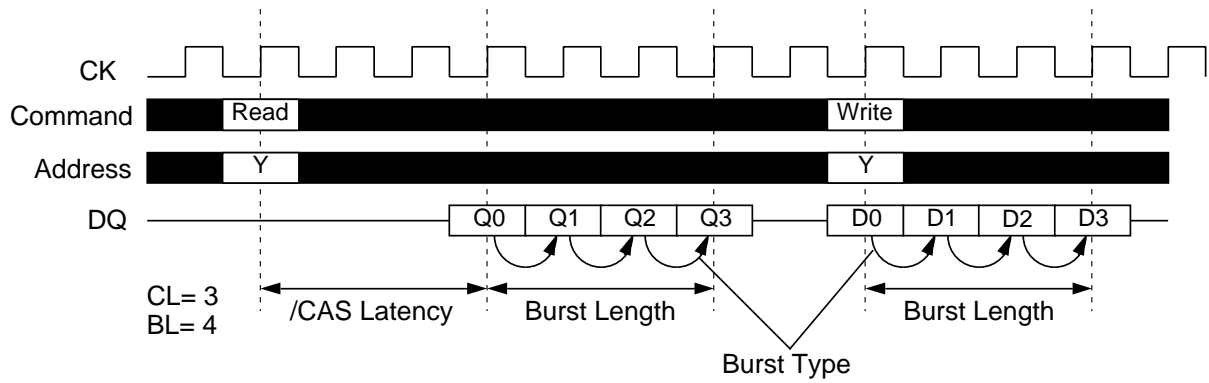 CK
Command Read Write
Address Y Y
DQ Q0 Q1 Q2 Q3 D0 D1 D2 D3
CL= 3
BL= 4
/CAS Latency Burst Length Burst Length
Burst Type